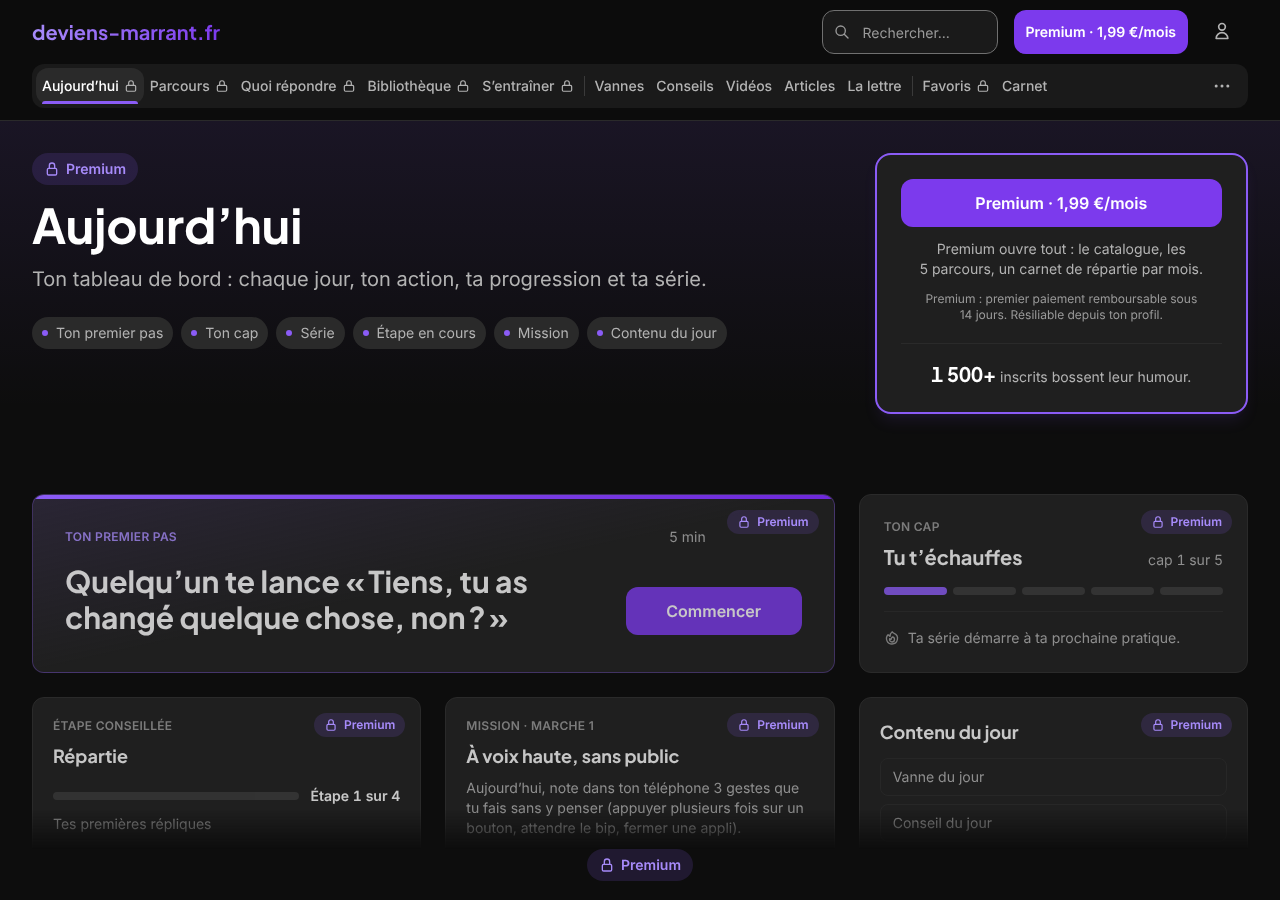 deviens-marrant.fr
Rechercher...
Premium · 1,99 €/mois
Aujourd’hui
Parcours
Quoi répondre
Bibliothèque
S’entraîner
Vannes
Conseils
Vidéos
Articles
La lettre
Favoris
Carnet
Premium
Aujourd’hui
Ton tableau de bord : chaque jour, ton action, ta progression et ta série.
Ton premier pas
Ton cap
Série
Étape en cours
Mission
Contenu du jour
Premium · 1,99 €/mois
Premium ouvre tout : le catalogue, les
5 parcours, un carnet de répartie par mois.
Premium : premier paiement remboursable sous
14 jours. Résiliable depuis ton profil.
1 500+ inscrits bossent leur humour.
TON PREMIER PAS
5 min
Premium
Quelqu’un te lance « Tiens, tu as
changé quelque chose, non ? »
Commencer
TON CAP
Premium
Tu t’échauffes
cap 1 sur 5
Ta série démarre à ta prochaine pratique.
ÉTAPE CONSEILLÉE
Premium
Répartie
Étape 1 sur 4
Tes premières répliques
MISSION · MARCHE 1
Premium
À voix haute, sans public
Aujourd’hui, note dans ton téléphone 3 gestes que
tu fais sans y penser (appuyer plusieurs fois sur un
bouton, attendre le bip, fermer une appli).
Contenu du jour
Premium
Vanne du jour
Conseil du jour
Premium